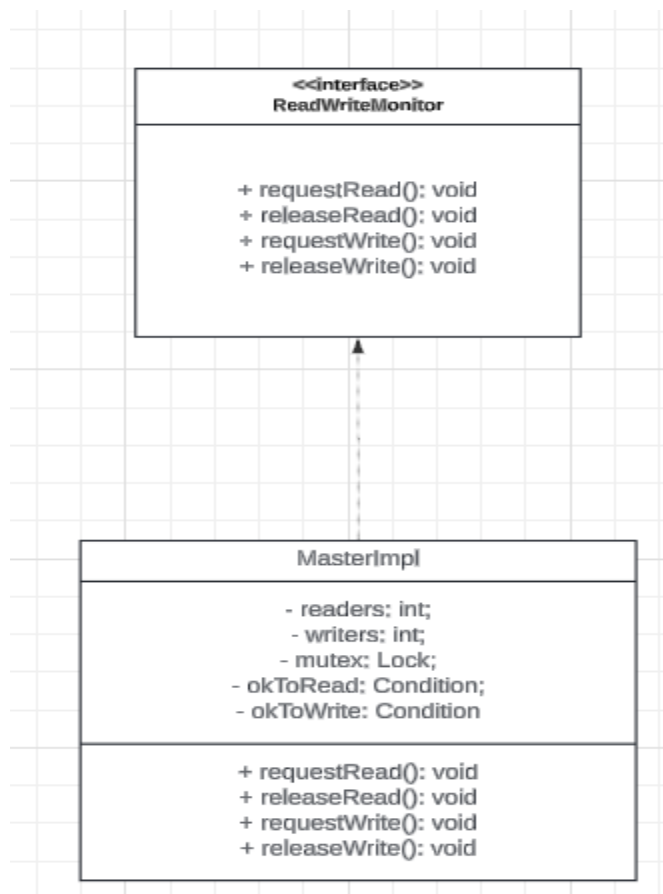 <<interface>>
ReadWriteMonitor
+ requestRead(): void
+ releaseRead(): void
+ requestWrite(): void
+ releaseWrite(): void
MasterImpl
- readers: int;
- writers: int;
- mutex: Lock;
- okToRead: Condition;
- okToWrite: Condition
+ requestRead(): void
+ releaseRead(): void
+ requestWrite(): void
+ releaseWrite(): void